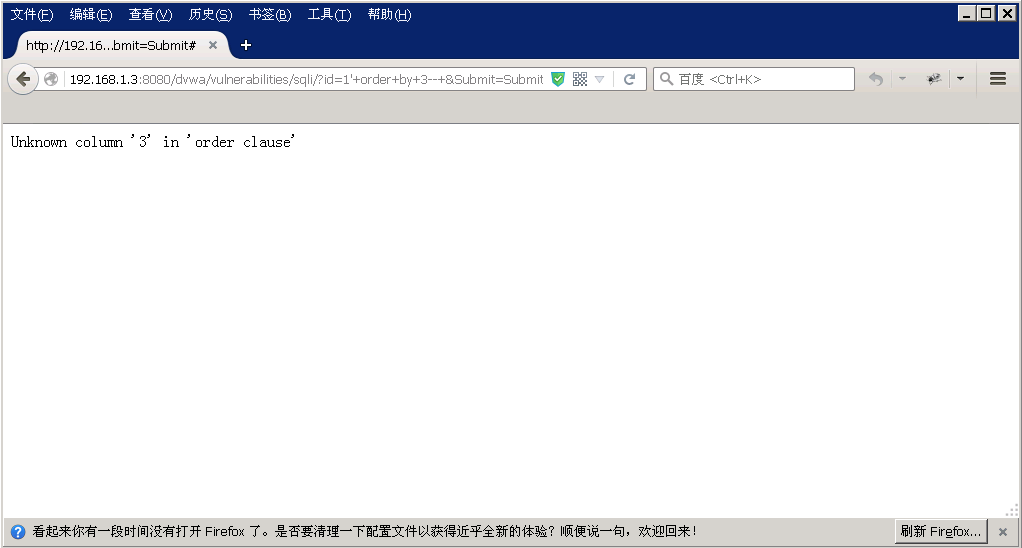 文件(F) 编辑(E) 查看(V) 历史(S) 书签(B) 工具(T) 帮助(H)
http://192.16...bmit=Submit#
192.168.1.3:8080/dvwa/vulnerabilities/sqli/?id=1'+order+by+3--+&Submit=Submit
百度 <Ctrl+K>
Unknown column '3' in 'order clause'
看起来你有一段时间没有打开 Firefox 了。是否要清理一下配置文件以获得近乎全新的体验？顺便说一句，欢迎回来！ 刷新 Firefox...